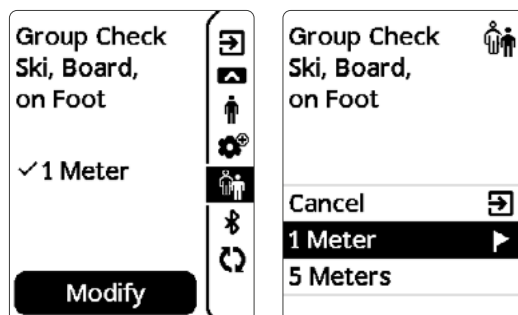 Group Check
Ski, Board,
on Foot
✓1 Meter
Modify
Group Check
Ski, Board,
on Foot
Cancel
1 Meter
5 Meters